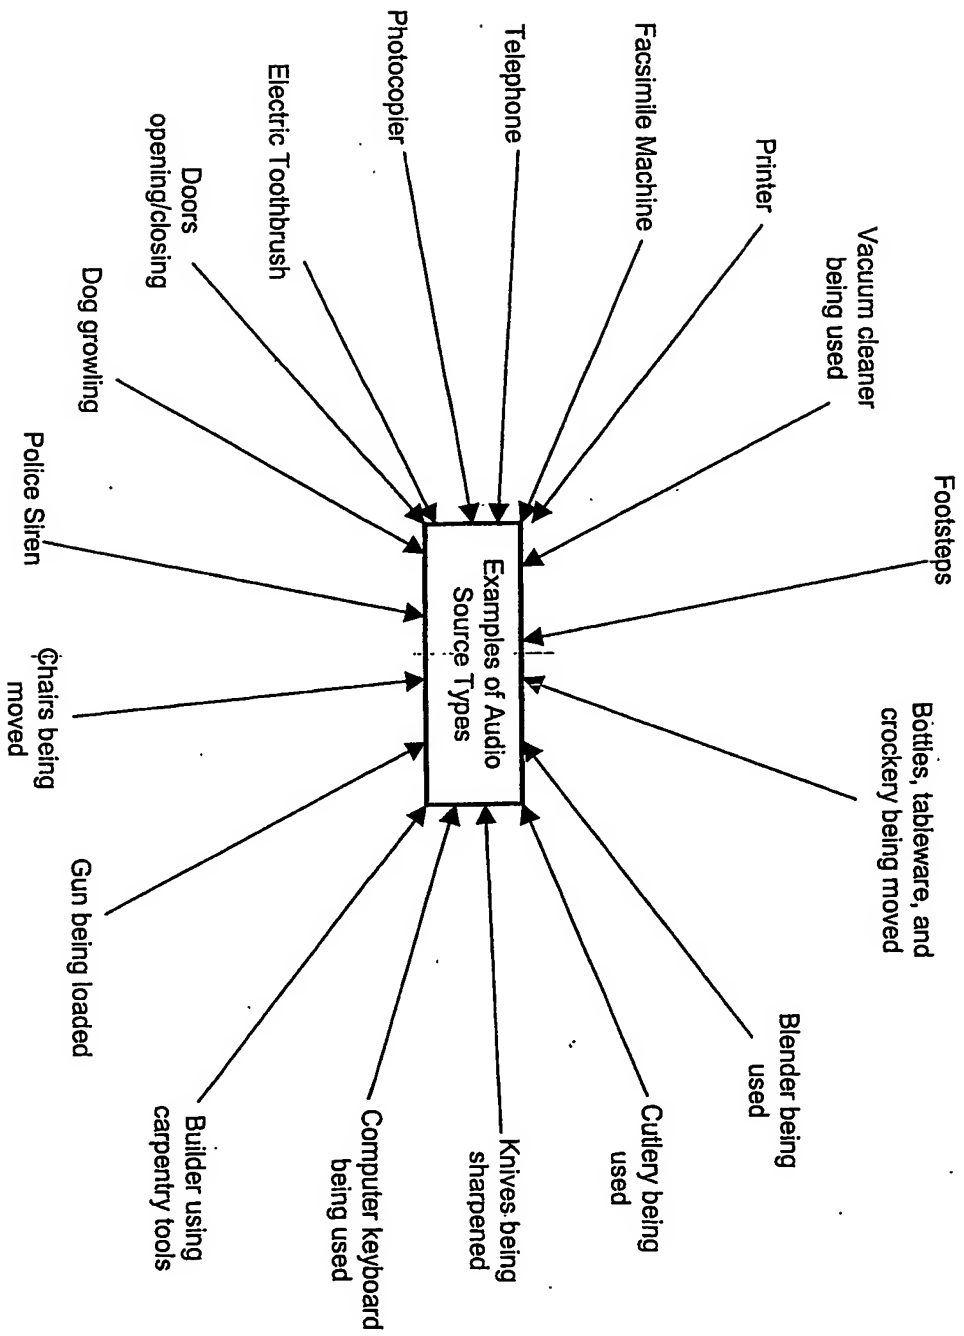 Footsteps
Vacuum cleaner
being used
Bottles, tableware, and
crockery being moved
Printer
Blender being
used
Facsimile Machine
Cutlery being
used
Telephone
Knives being
sharpened
Examples of Audio
Source Types
Photocopier
Computer keyboard
being used
Electric Toothbrush
Builder using
carpentry tools
Doors
opening/closing
Dog growling
Gun being loaded
Police Siren
Chairs being
moved